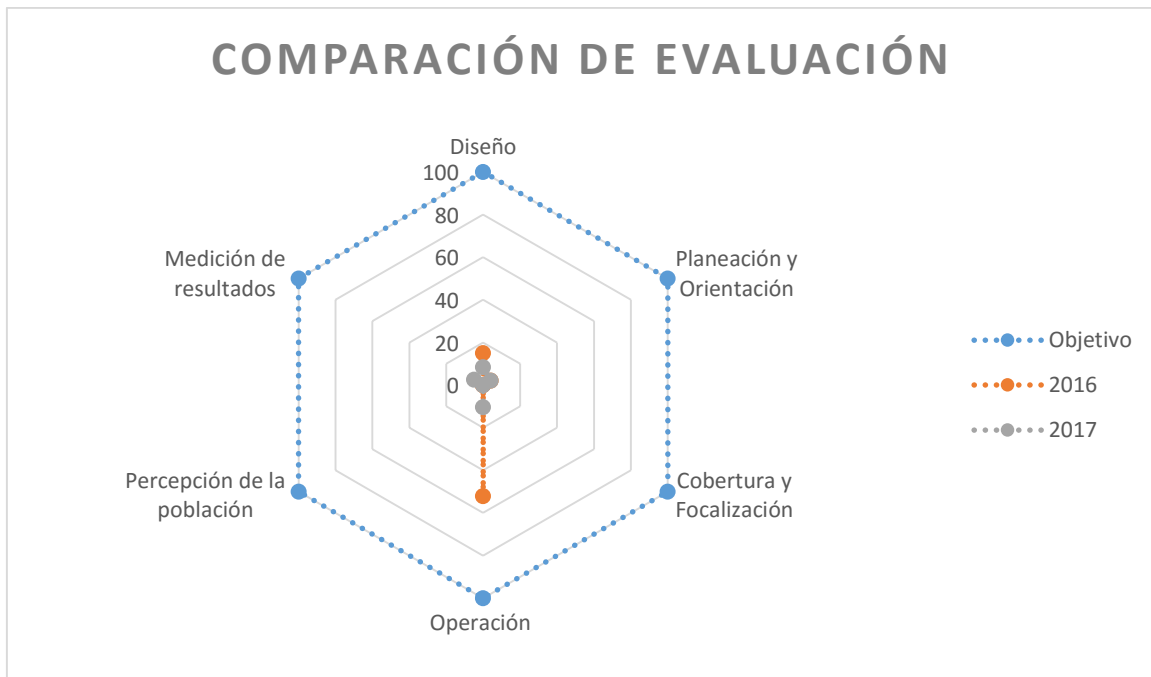 COMPARACIÓN DE EVALUACIÓN
Diseño
100
80
60
40
20
0
Planeación y
Orientación
Cobertura y
Focalización
Operación
Percepción de la
población
Medición de
resultados
Objetivo
2016
2017